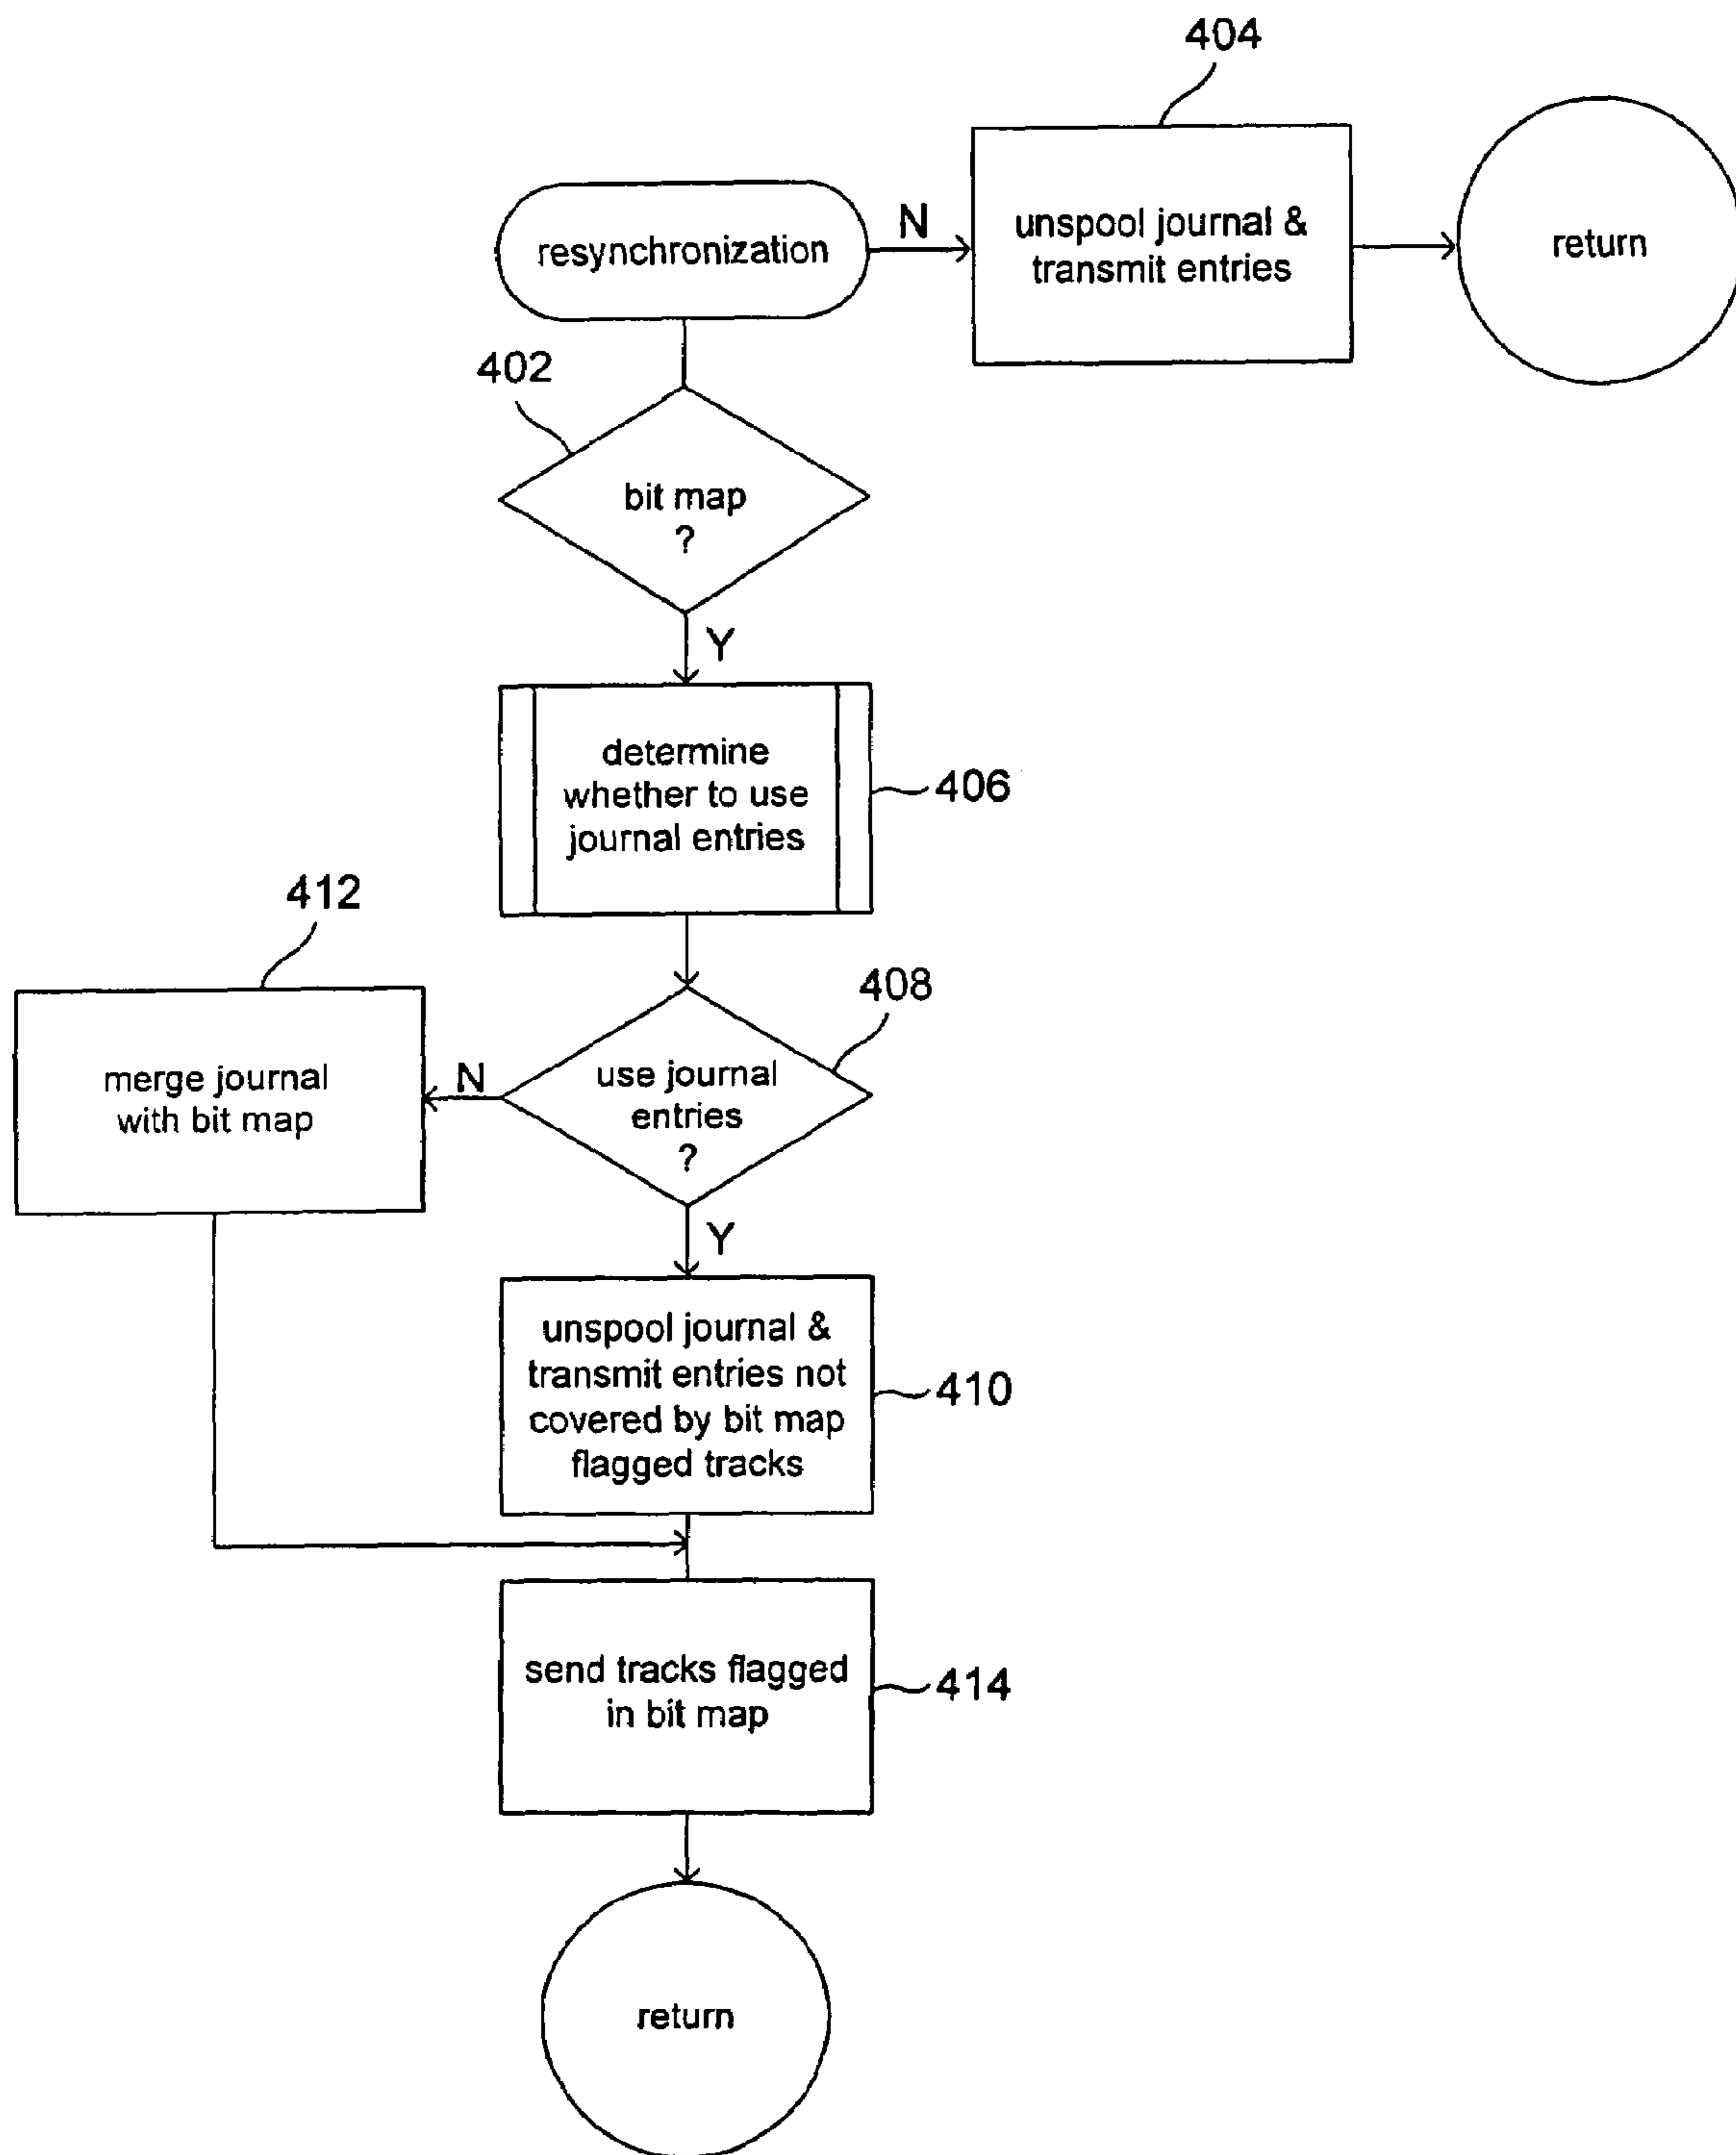 404
resynchronization
N
unspool journal &
transmit entries
return
402
bit map
?
Y
determine
whether to use
journal entries
406
412
408
merge journal
with bit map
N
use journal
entries
?
Y
unspool journal &
transmit entries not
covered by bit map
flagged tracks
410
send tracks flagged
in bit map
414
return